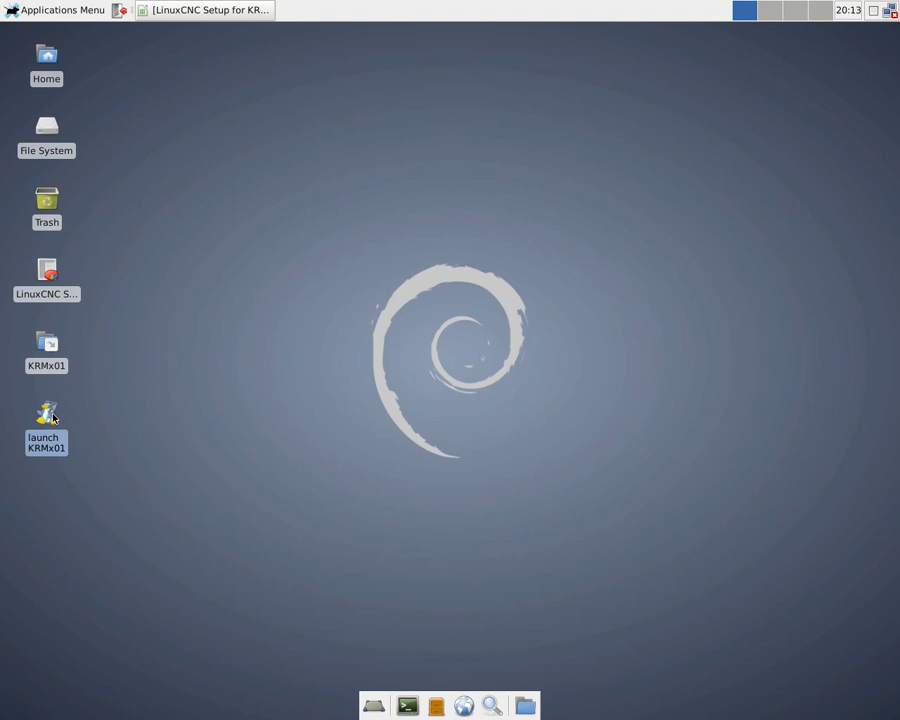 Applications Menu
[LinuxCNC Setup for KR...
20:13
Home
File System
Trash
LinuxCNC S...
KRMx01
launch
KRMx01